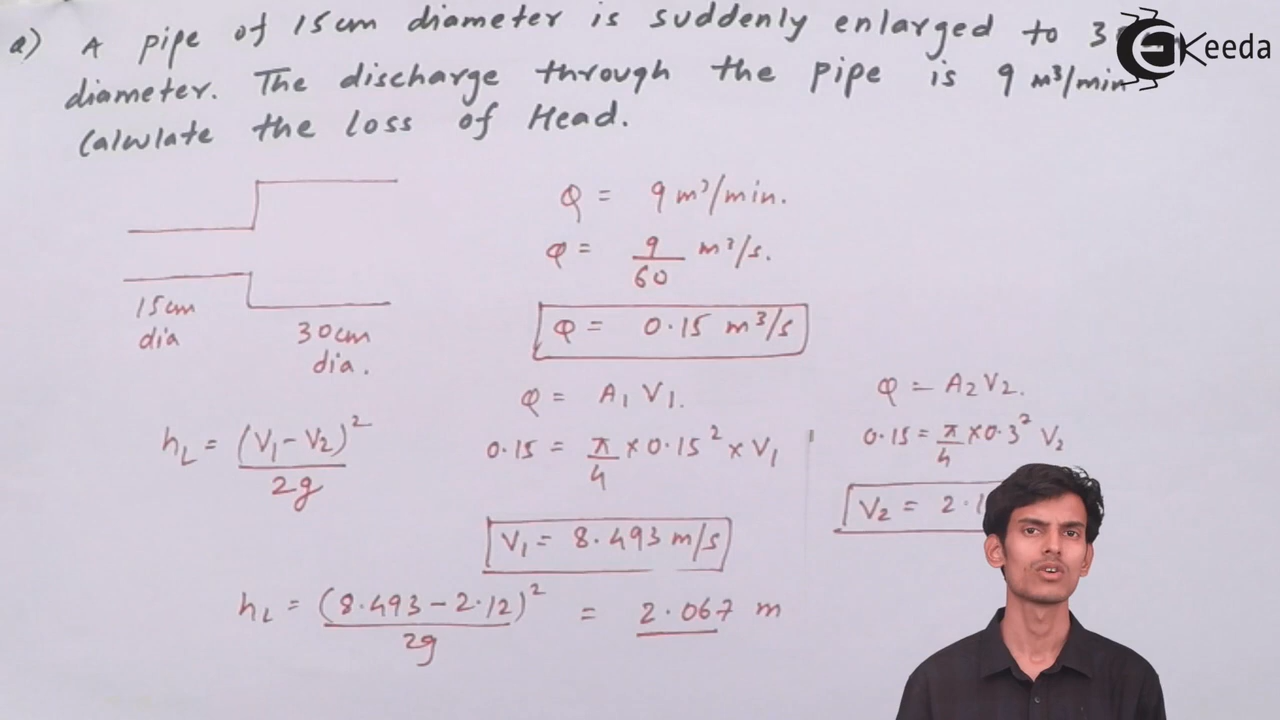 a) A pipe of 15cm diameter is suddenly enlarged to
diameter. The discharge through the pipe is 9 m³/min
Calculate the loss of Head.
Keeda
15cm
dia
30cm
dia.
hL = (V1 - V2)²
2g
Q = 9 m³/min.
Q = 9/60 m³/s.
Q = 0.15 m³/s
Q = A1 V1.
0.15 = π/4 × 0.15² × V1
V1 = 8.493 m/s
Q = A2 V2.
0.15 = π/4 × 0.3² V2
V2 =
hL = (8.493 - 2.12)² / 2g = 2.067 m